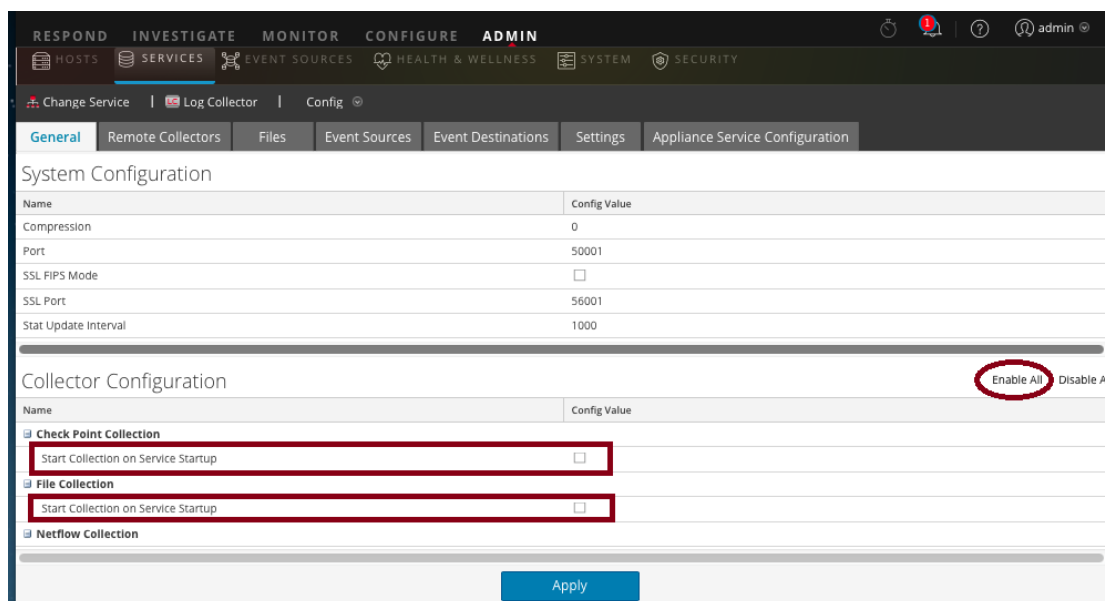 RESPOND INVESTIGATE MONITOR CONFIGURE ADMIN 1 ? admin
HOSTS SERVICES EVENT SOURCES HEALTH & WELLNESS SYSTEM SECURITY
Change Service | LC Log Collector | Config
General Remote Collectors Files Event Sources Event Destinations Settings Appliance Service Configuration
System Configuration
Name Config Value
Compression 0
Port 50001
SSL FIPS Mode
SSL Port 56001
Stat Update Interval 1000
Collector Configuration Enable All Disable A
Name Config Value
Check Point Collection
Start Collection on Service Startup
File Collection
Start Collection on Service Startup
Netflow Collection
Apply